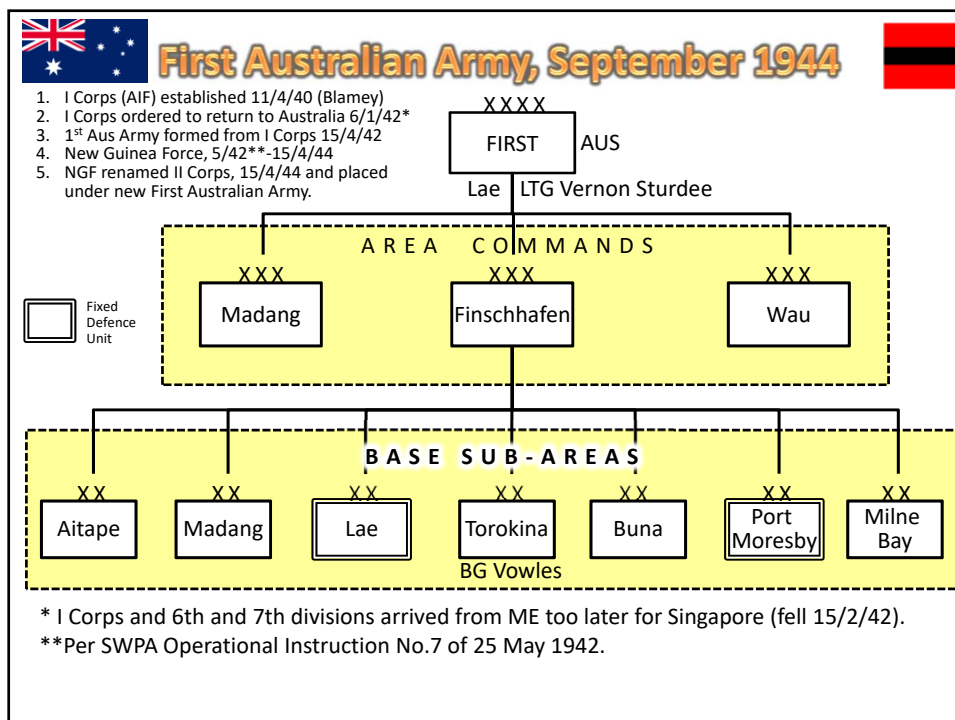 First Australian Army, September 1944
1. I Corps (AIF) established 11/4/40 (Blamey)
2. I Corps ordered to return to Australia 6/1/42*
3. 1st Aus Army formed from I Corps 15/4/42
4. New Guinea Force, 5/42**-15/4/44
5. NGF renamed II Corps, 15/4/44 and placed
under new First Australian Army.
XXXX
FIRST AUS
Lae LTG Vernon Sturdee
AREA COMMANDS
XXX XXX XXX
Madang Finschhafen Wau
Fixed
Defence
Unit
BASE SUB-AREAS
XX XX XX XX XX XX XX
Aitape Madang Lae Torokina Buna Port Moresby Milne Bay
BG Vowles
* I Corps and 6th and 7th divisions arrived from ME too later for Singapore (fell 15/2/42).
**Per SWPA Operational Instruction No.7 of 25 May 1942.